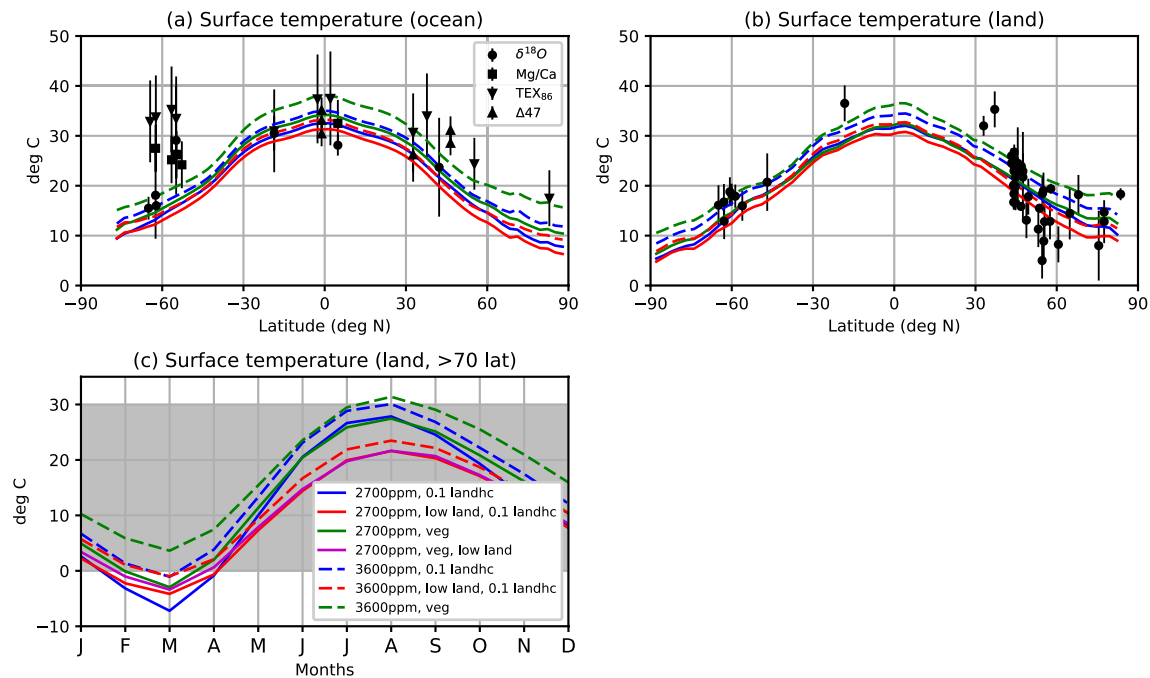 (a) Surface temperature (ocean)
50
40
30
20
10
0
deg C
−90
−60
−30
0
30
60
90
Latitude (deg N)
δ¹⁸O
Mg/Ca
TEX₈₆
Δ47
(b) Surface temperature (land)
50
40
30
20
10
0
deg C
−90
−60
−30
0
30
60
90
Latitude (deg N)
(c) Surface temperature (land, >70 lat)
30
20
10
0
−10
deg C
J
F
M
A
M
J
J
A
S
O
N
D
Months
2700ppm, 0.1 landhc
2700ppm, low land, 0.1 landhc
2700ppm, veg
2700ppm, veg, low land
3600ppm, 0.1 landhc
3600ppm, low land, 0.1 landhc
3600ppm, veg